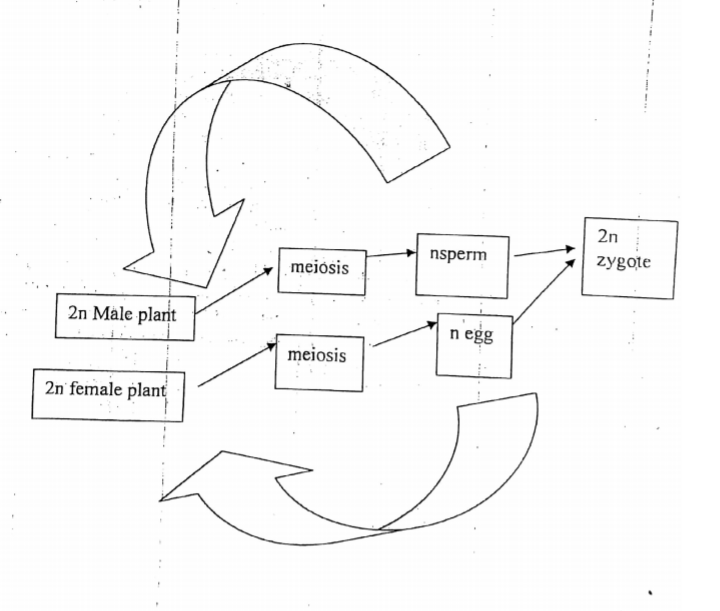 2n
zygote
nsperm
meiosis
2n Male plant
n egg
meiosis
2n female plant